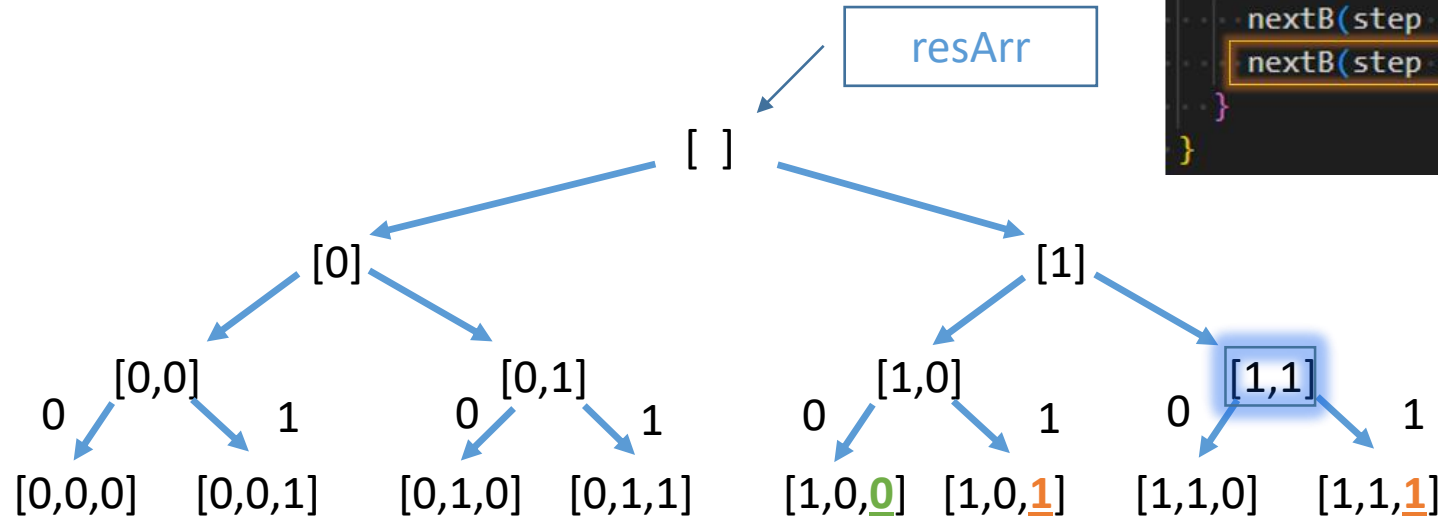 nextB(step
nextB(step
}
}
resArr
[ ]
[0] [1]
[0,0] [0,1] [1,0] [1,1]
0 1 0 1 0 1 0 1
[0,0,0] [0,0,1] [0,1,0] [0,1,1] [1,0,0] [1,0,1] [1,1,0] [1,1,1]